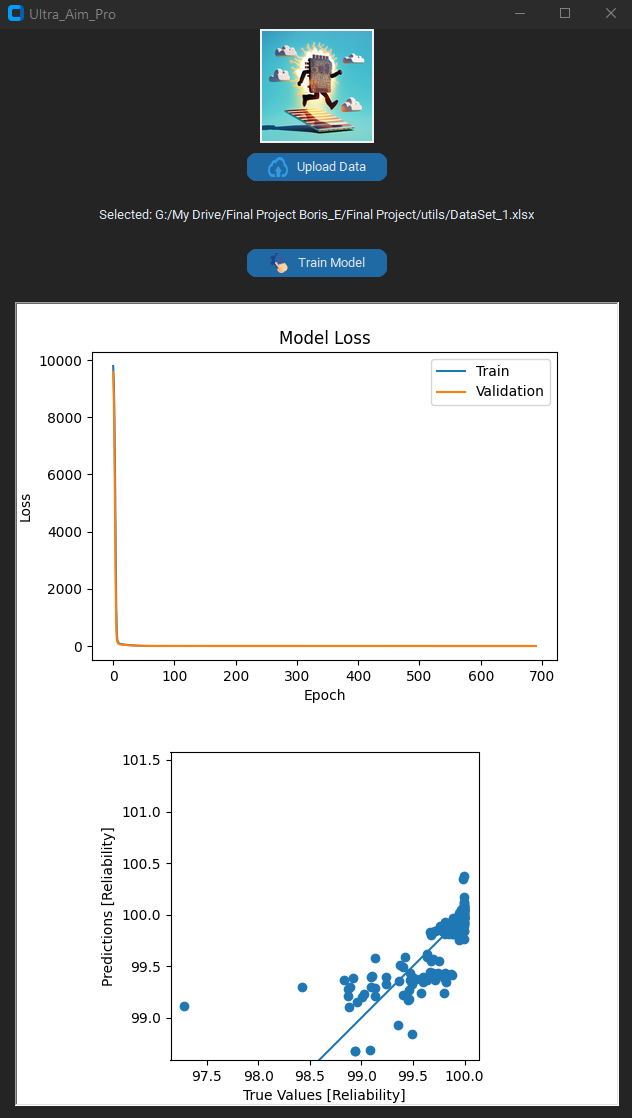 Ultra_Aim_Pro
Upload Data
Selected: G:/My Drive/Final Project Boris_E/Final Project/utils/DataSet_1.xlsx
Train Model
Model Loss
Train
Validation
10000
8000
6000
4000
2000
0
Loss
0 100 200 300 400 500 600 700
Epoch
101.5
101.0
100.5
100.0
99.5
99.0
Predictions [Reliability]
97.5 98.0 98.5 99.0 99.5 100.0
True Values [Reliability]